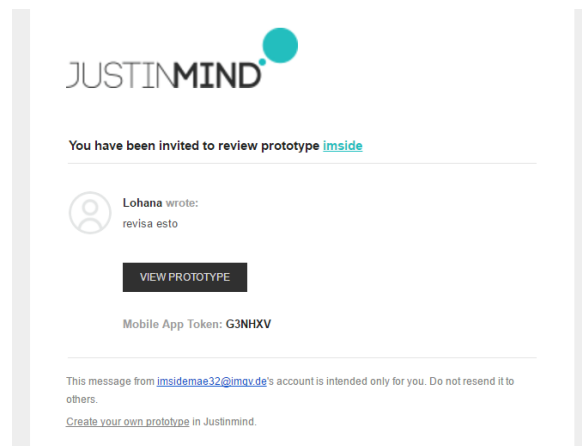 JUSTINMIND
You have been invited to review prototype imside
Lohana wrote:
revisa esto
VIEW PROTOTYPE
Mobile App Token: G3NHXV
This message from imsidemae32@imqv.de's account is intended only for you. Do not resend it to
others.
Create your own prototype in Justinmind.